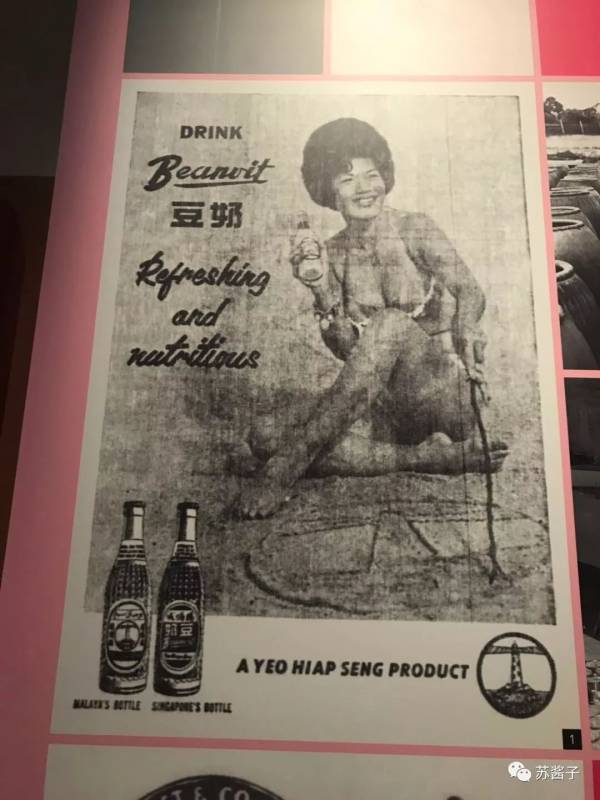 DRINK
Beanvit
豆奶
Refreshing
and
nutritious
A YEO HIAP SENG PRODUCT
MALAYA'S BOTTLE SINGAPORE'S BOTTLE
1
& CO
苏酱子